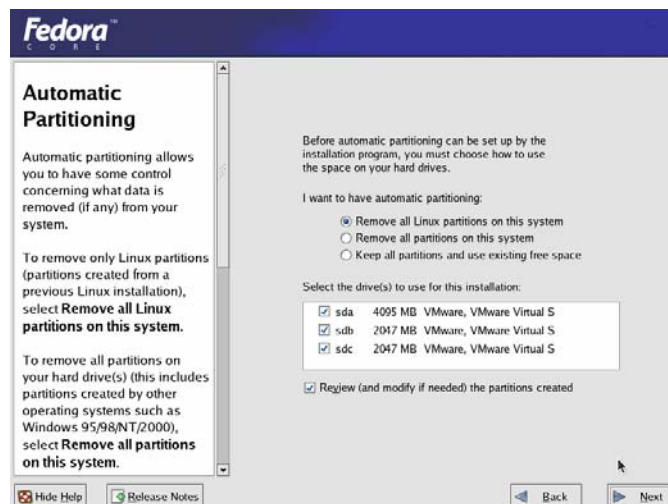 Fedora™
CORE
Automatic
Partitioning
Automatic partitioning allows
you to have some control
concerning what data is
removed (if any) from your
system.
To remove only Linux partitions
(partitions created from a
previous Linux installation),
select Remove all Linux
partitions on this system.
To remove all partitions on
your hard drive(s) (this includes
partitions created by other
operating systems such as
Windows 95/98/NT/2000),
select Remove all partitions
on this system.
Before automatic partitioning can be set up by the
installation program, you must choose how to use
the space on your hard drives.
I want to have automatic partitioning:
Remove all Linux partitions on this system
Remove all partitions on this system
Keep all partitions and use existing free space
Select the drive(s) to use for this installation:
sda 4095 MB VMware, VMware Virtual S
sdb 2047 MB VMware, VMware Virtual S
sdc 2047 MB VMware, VMware Virtual S
Review (and modify if needed) the partitions created
Hide Help
Release Notes
Back
Next